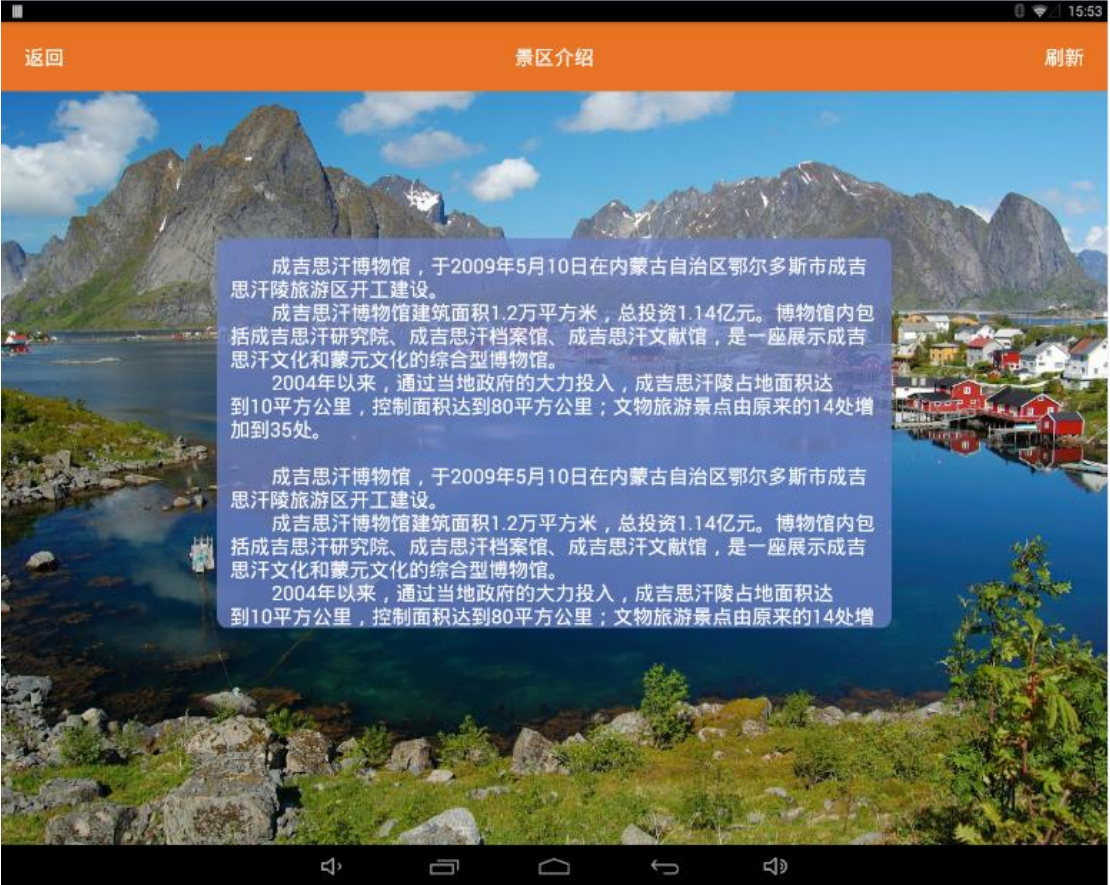 15:53
返回 景区介绍 刷新
成吉思汗博物馆，于2009年5月10日在内蒙古自治区鄂尔多斯市成吉
思汗陵旅游区开工建设。
成吉思汗博物馆建筑面积1.2万平方米，总投资1.14亿元。博物馆内包
括成吉思汗研究院、成吉思汗档案馆、成吉思汗文献馆，是一座展示成吉
思汗文化和蒙元文化的综合型博物馆。
2004年以来，通过当地政府的大力投入，成吉思汗陵占地面积达
到10平方公里，控制面积达到80平方公里；文物旅游景点由原来的14处增
加到35处。
成吉思汗博物馆，于2009年5月10日在内蒙古自治区鄂尔多斯市成吉
思汗陵旅游区开工建设。
成吉思汗博物馆建筑面积1.2万平方米，总投资1.14亿元。博物馆内包
括成吉思汗研究院、成吉思汗档案馆、成吉思汗文献馆，是一座展示成吉
思汗文化和蒙元文化的综合型博物馆。
2004年以来，通过当地政府的大力投入，成吉思汗陵占地面积达
到10平方公里，控制面积达到80平方公里；文物旅游景点由原来的14处增